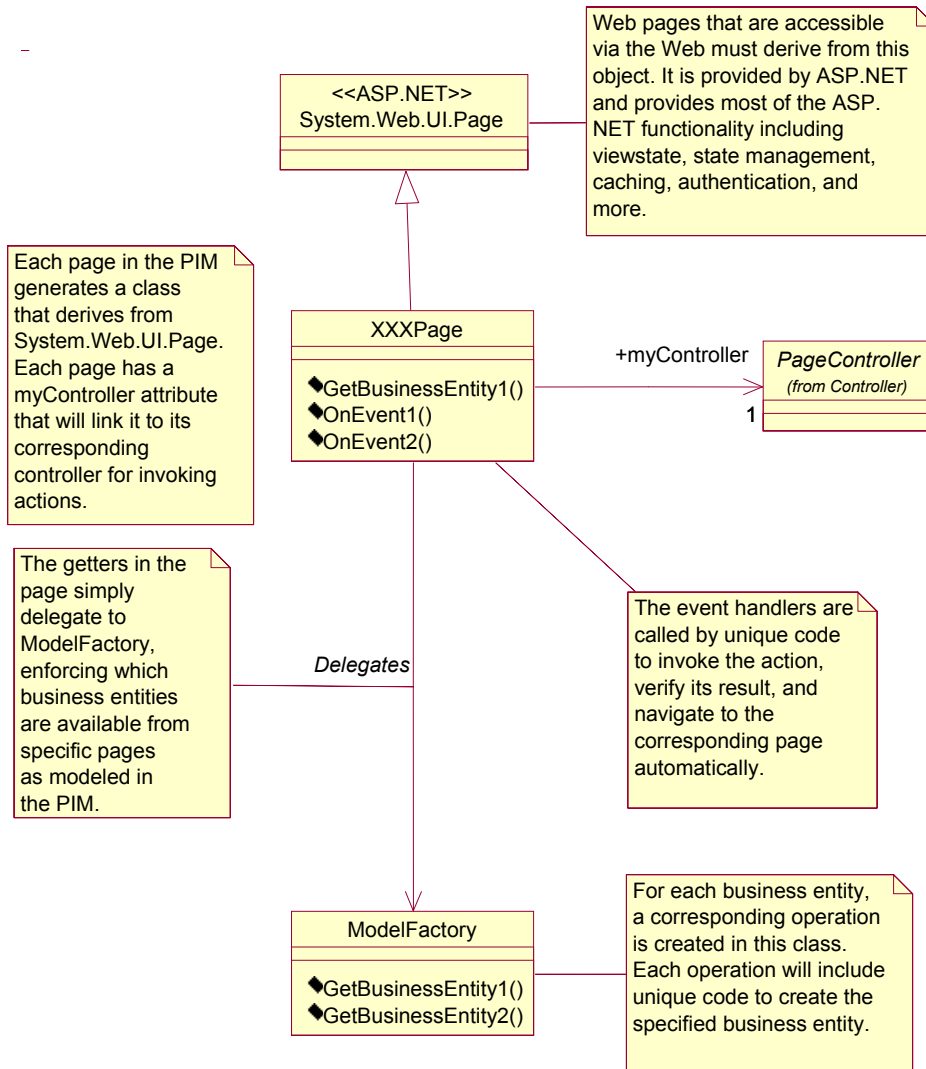 Web pages that are accessible
via the Web must derive from this
object. It is provided by ASP.NET
and provides most of the ASP.
NET functionality including
viewstate, state management,
caching, authentication, and
more.
<<ASP.NET>>
System.Web.UI.Page
Each page in the PIM
generates a class
that derives from
System.Web.UI.Page.
Each page has a
myController attribute
that will link it to its
corresponding
controller for invoking
actions.
XXXPage
GetBusinessEntity1()
OnEvent1()
OnEvent2()
+myController
1
PageController
(from Controller)
The getters in the
page simply
delegate to
ModelFactory,
enforcing which
business entities
are available from
specific pages
as modeled in
the PIM.
Delegates
The event handlers are
called by unique code
to invoke the action,
verify its result, and
navigate to the
corresponding page
automatically.
ModelFactory
GetBusinessEntity1()
GetBusinessEntity2()
For each business entity,
a corresponding operation
is created in this class.
Each operation will include
unique code to create the
specified business entity.